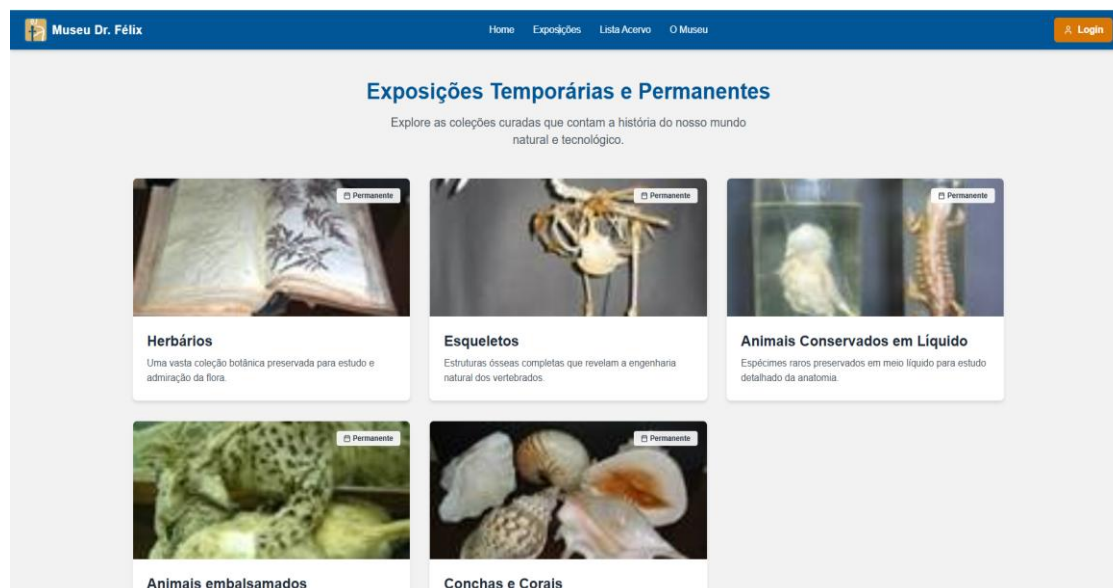 Museu Dr. Félix
Home Exposições Lista Acervo O Museu
Login
Exposições Temporárias e Permanentes
Explore as coleções curadas que contam a história do nosso mundo
natural e tecnológico.
Permanente
Herbários
Uma vasta coleção botânica preservada para estudo e
admiração da flora.
Permanente
Esqueletos
Estruturas ósseas completas que revelam a engenharia
natural dos vertebrados.
Permanente
Animais Conservados em Líquido
Espécimes raros preservados em meio líquido para estudo
detalhado da anatomia.
Permanente
Animais embalsamados
Permanente
Conchas e Corais